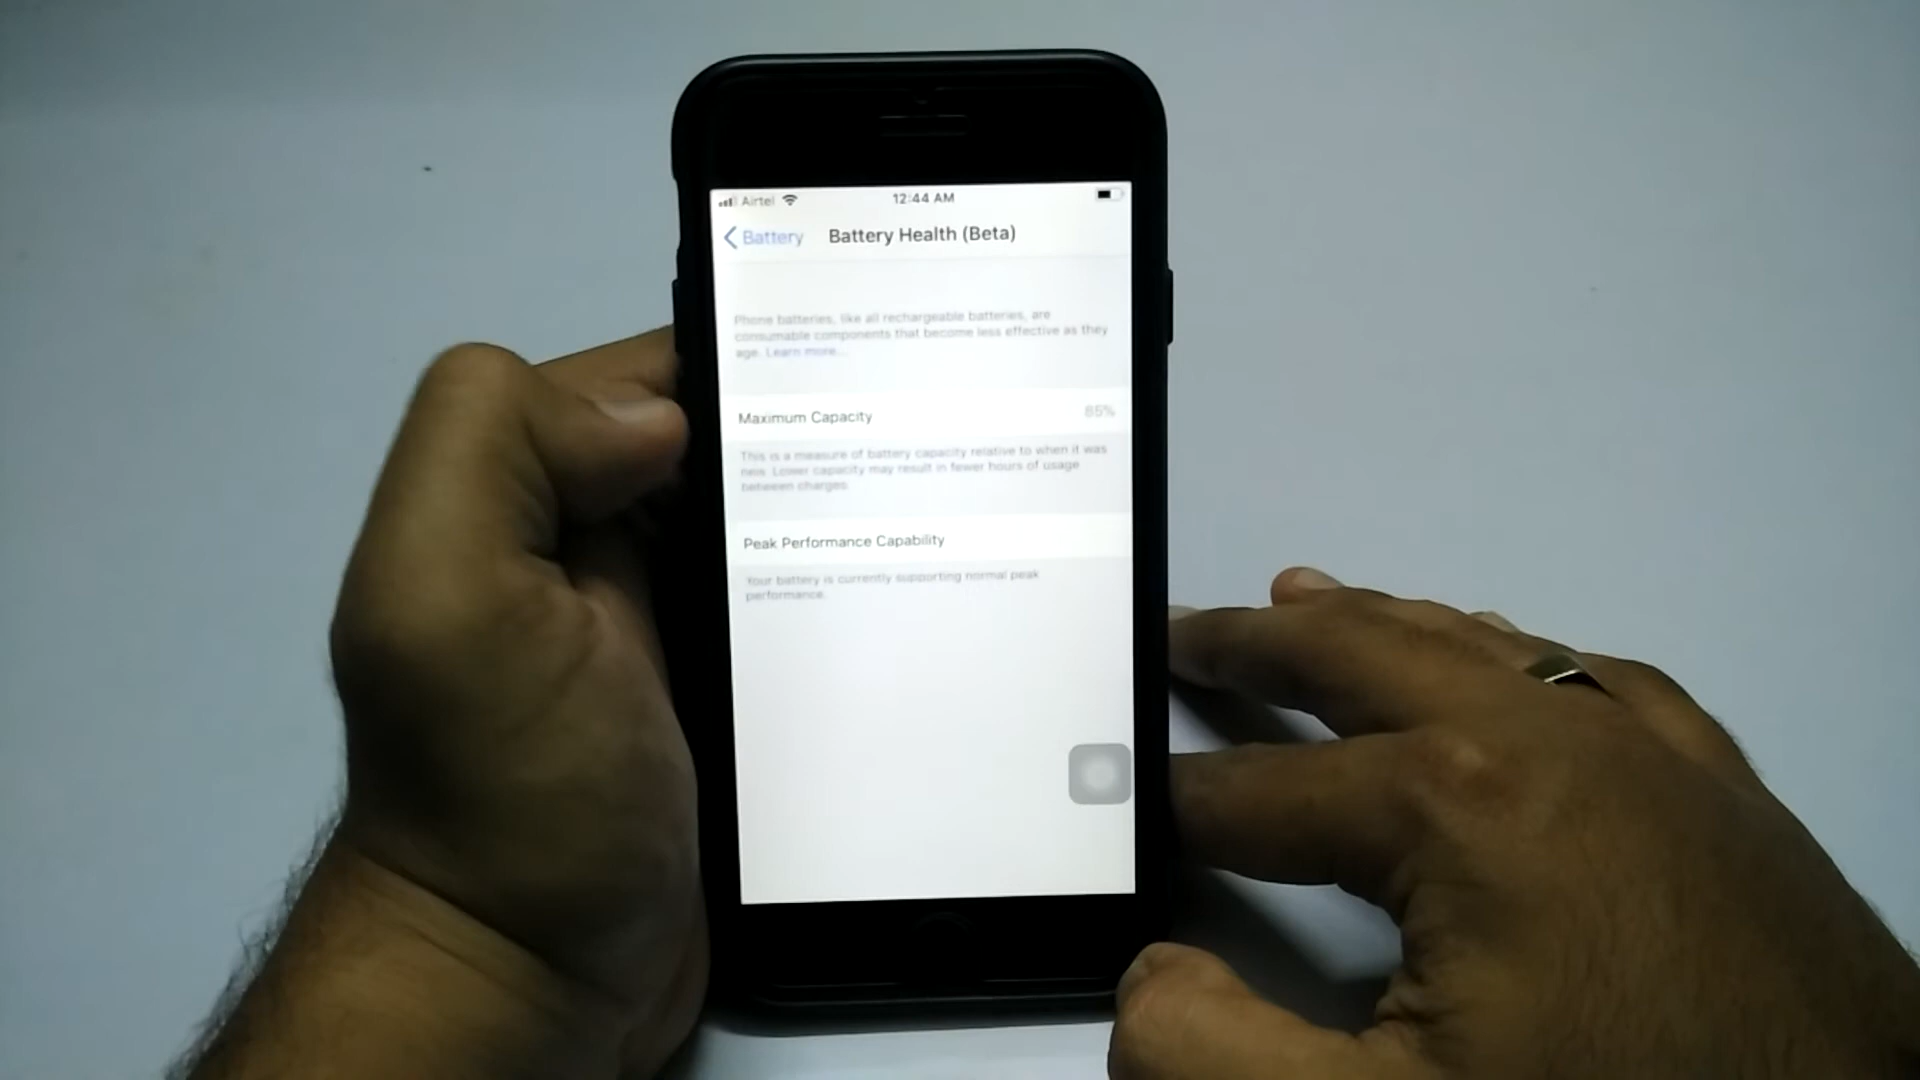 Airtel 12:44 AM
Battery Battery Health (Beta)
Phone batteries, like all rechargeable batteries, are
consumable components that become less effective as they
age. Learn more...
Maximum Capacity 85%
This is a measure of battery capacity relative to when it was
new. Lower capacity may result in fewer hours of usage
between charges.
Peak Performance Capability
Your battery is currently supporting normal peak
performance.